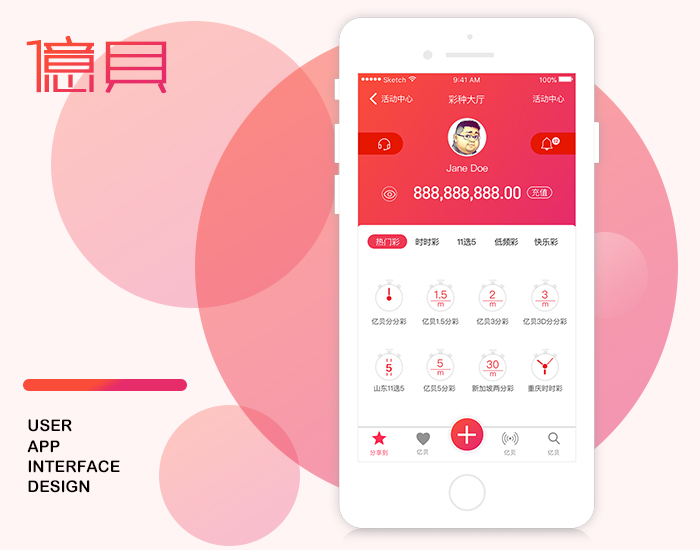 億貝
Sketch 9:41 AM 100%
活动中心 彩种大厅 活动中心
Jane Doe
888,888,888.00 充值
热门彩 时时彩 11选5 低频彩 快乐彩
1.5 2 3
m m m
亿贝分分彩 亿贝1.5分彩 亿贝3分彩 亿贝3D分分彩
5 5 30
m m
山东11选5 亿贝5分彩 新加坡两分彩 重庆时时彩
分享到 亿贝 亿贝 亿贝
USER
APP
INTERFACE
DESIGN